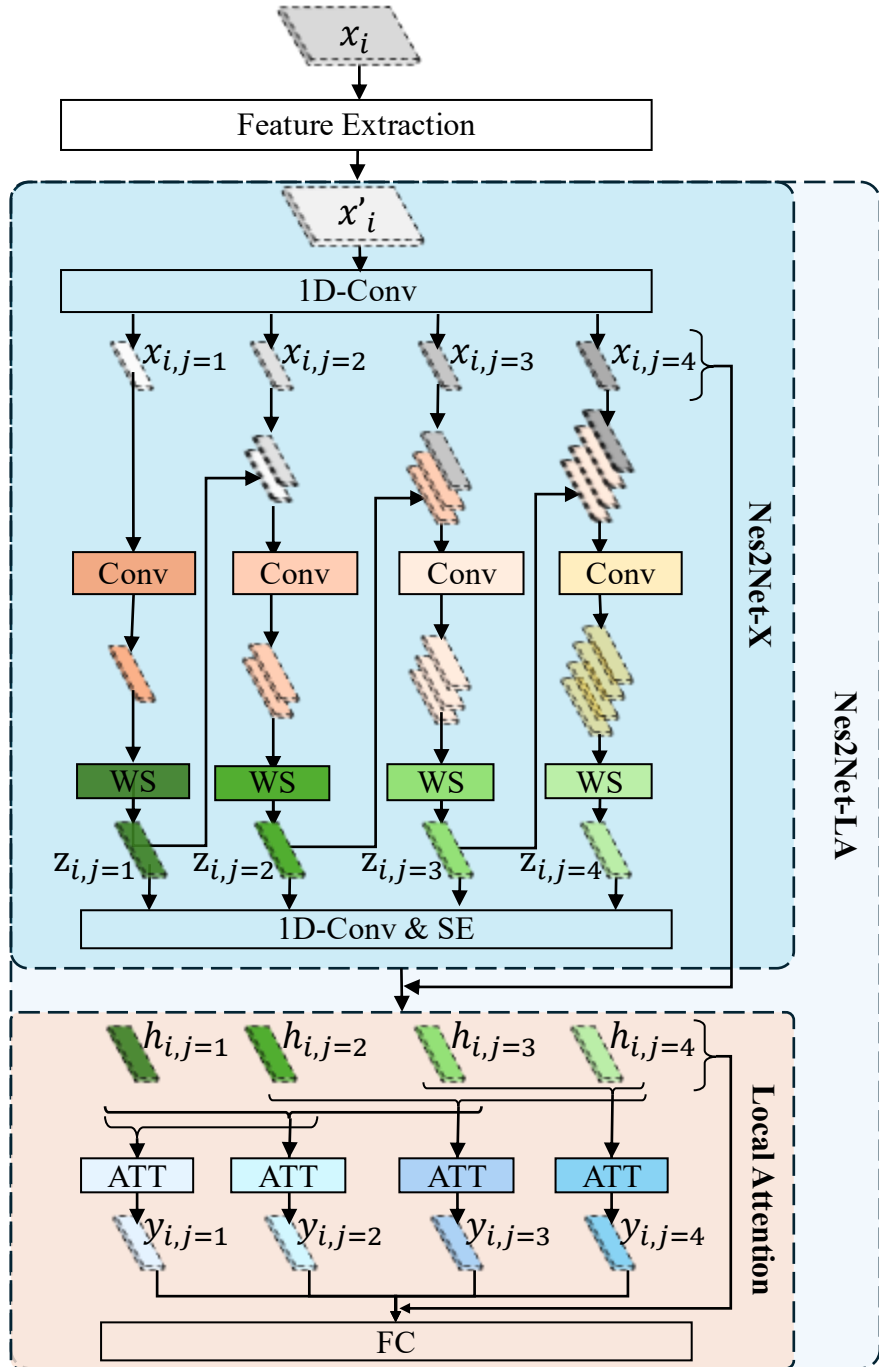 x_i
Feature Extraction
x'_i
1D-Conv
x_{i,j=1} x_{i,j=2} x_{i,j=3} x_{i,j=4}
Conv Conv Conv Conv
WS WS WS WS
z_{i,j=1} z_{i,j=2} z_{i,j=3} z_{i,j=4}
1D-Conv & SE
Nes2Net-X
Nes2Net-LA
h_{i,j=1} h_{i,j=2} h_{i,j=3} h_{i,j=4}
ATT ATT ATT ATT
y_{i,j=1} y_{i,j=2} y_{i,j=3} y_{i,j=4}
FC
Local Attention